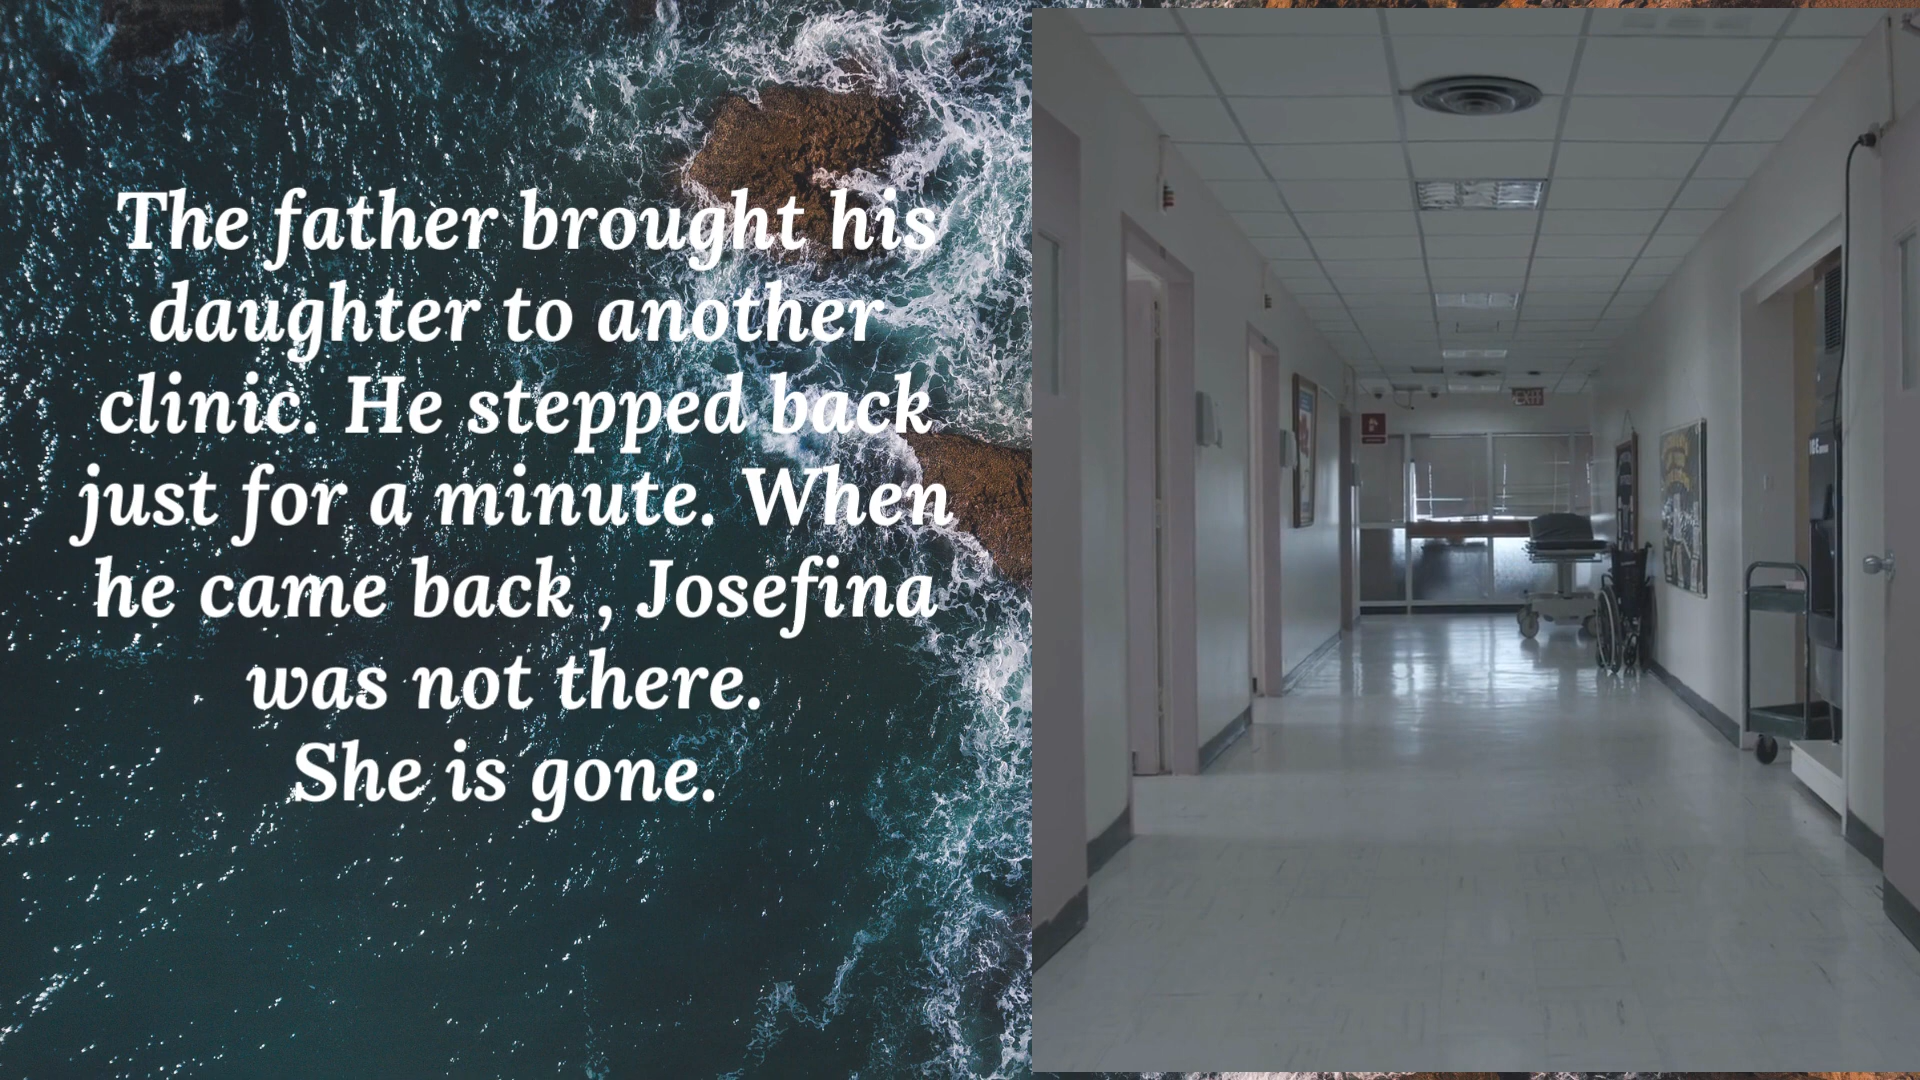 The father brought his
daughter to another
clinic. He stepped back
just for a minute. When
he came back , Josefina
was not there.
She is gone.
EXIT